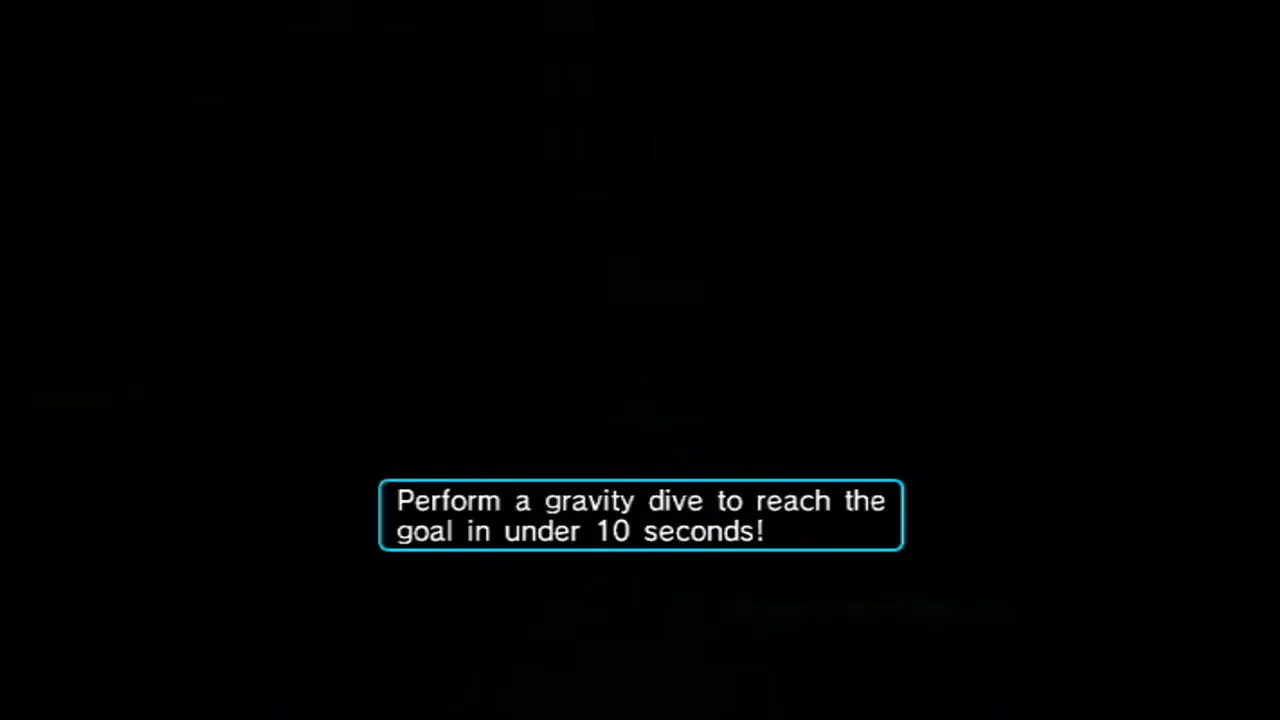 Perform a gravity dive to reach the
goal in under 10 seconds!